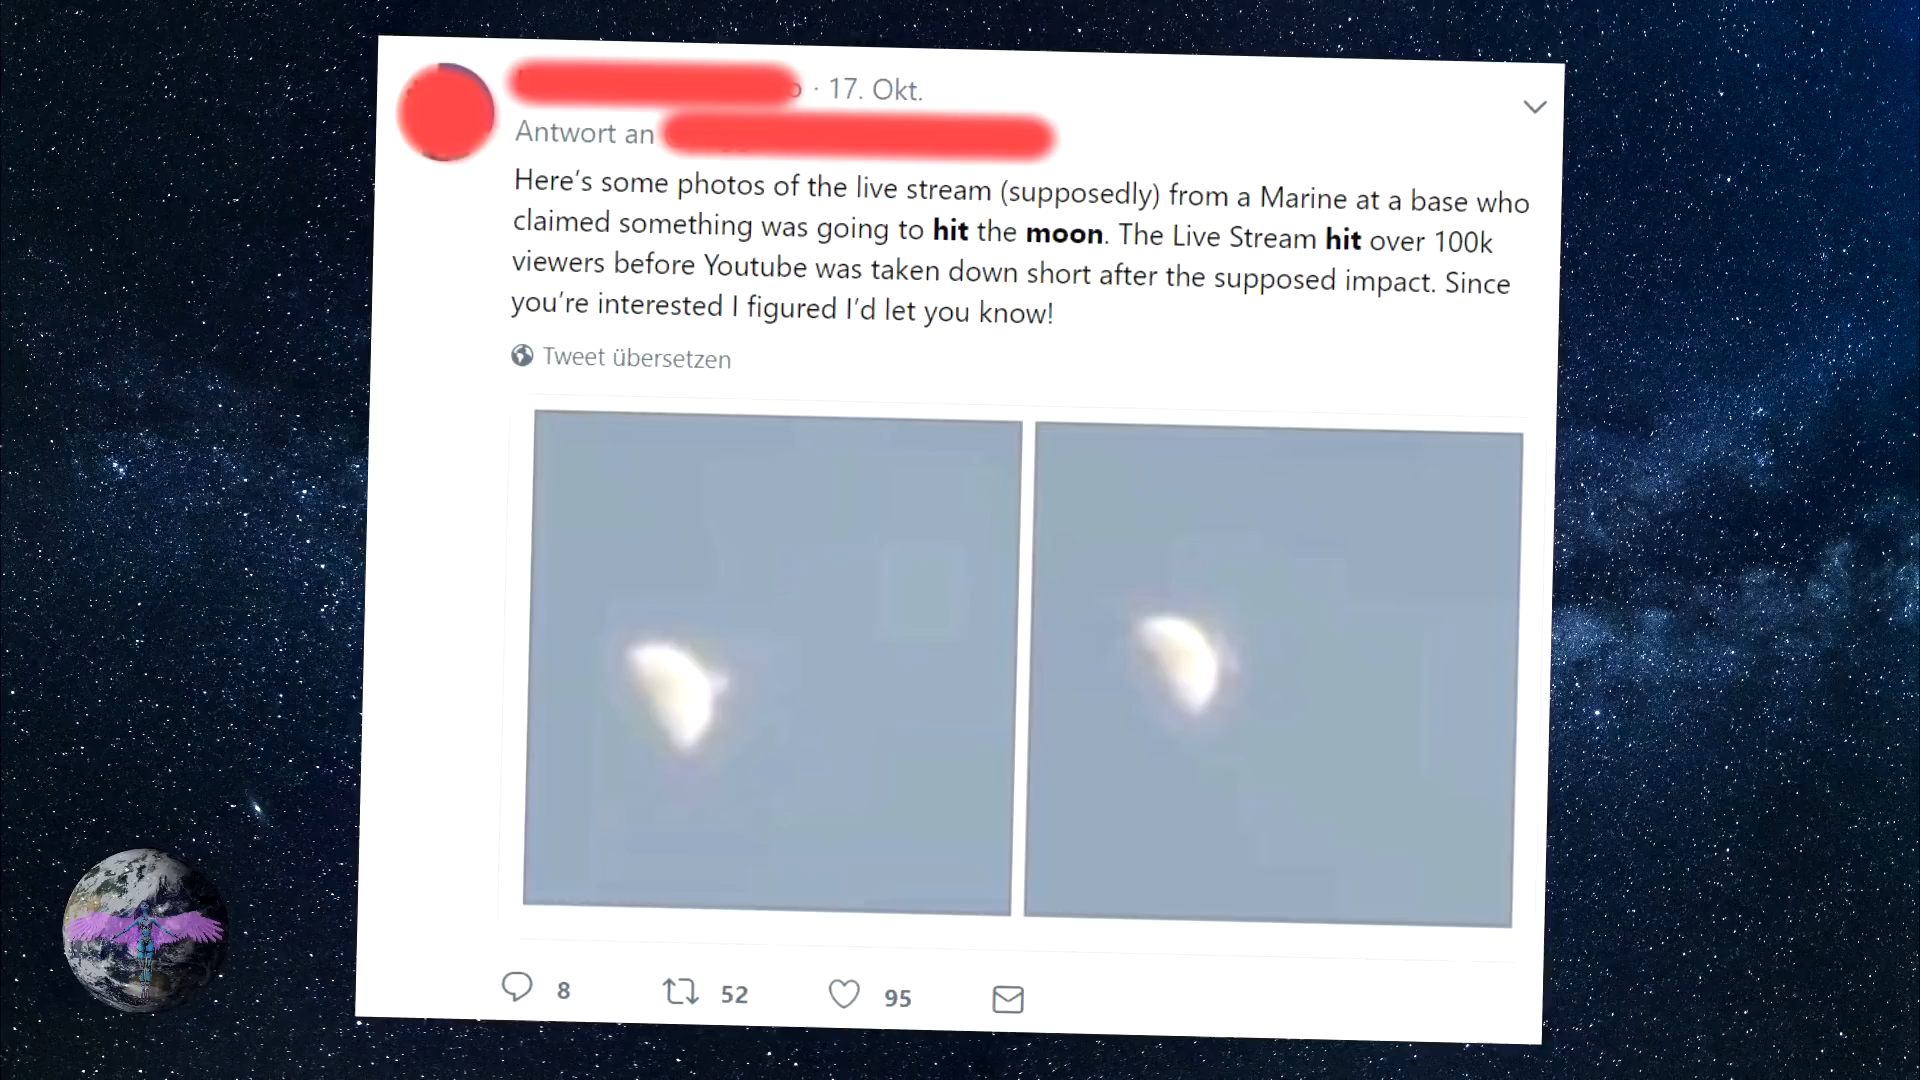 · 17. Okt.
Antwort an
Here's some photos of the live stream (supposedly) from a Marine at a base who
claimed something was going to hit the moon. The Live Stream hit over 100k
viewers before Youtube was taken down short after the supposed impact. Since
you're interested I figured I'd let you know!
Tweet übersetzen
8 52 95